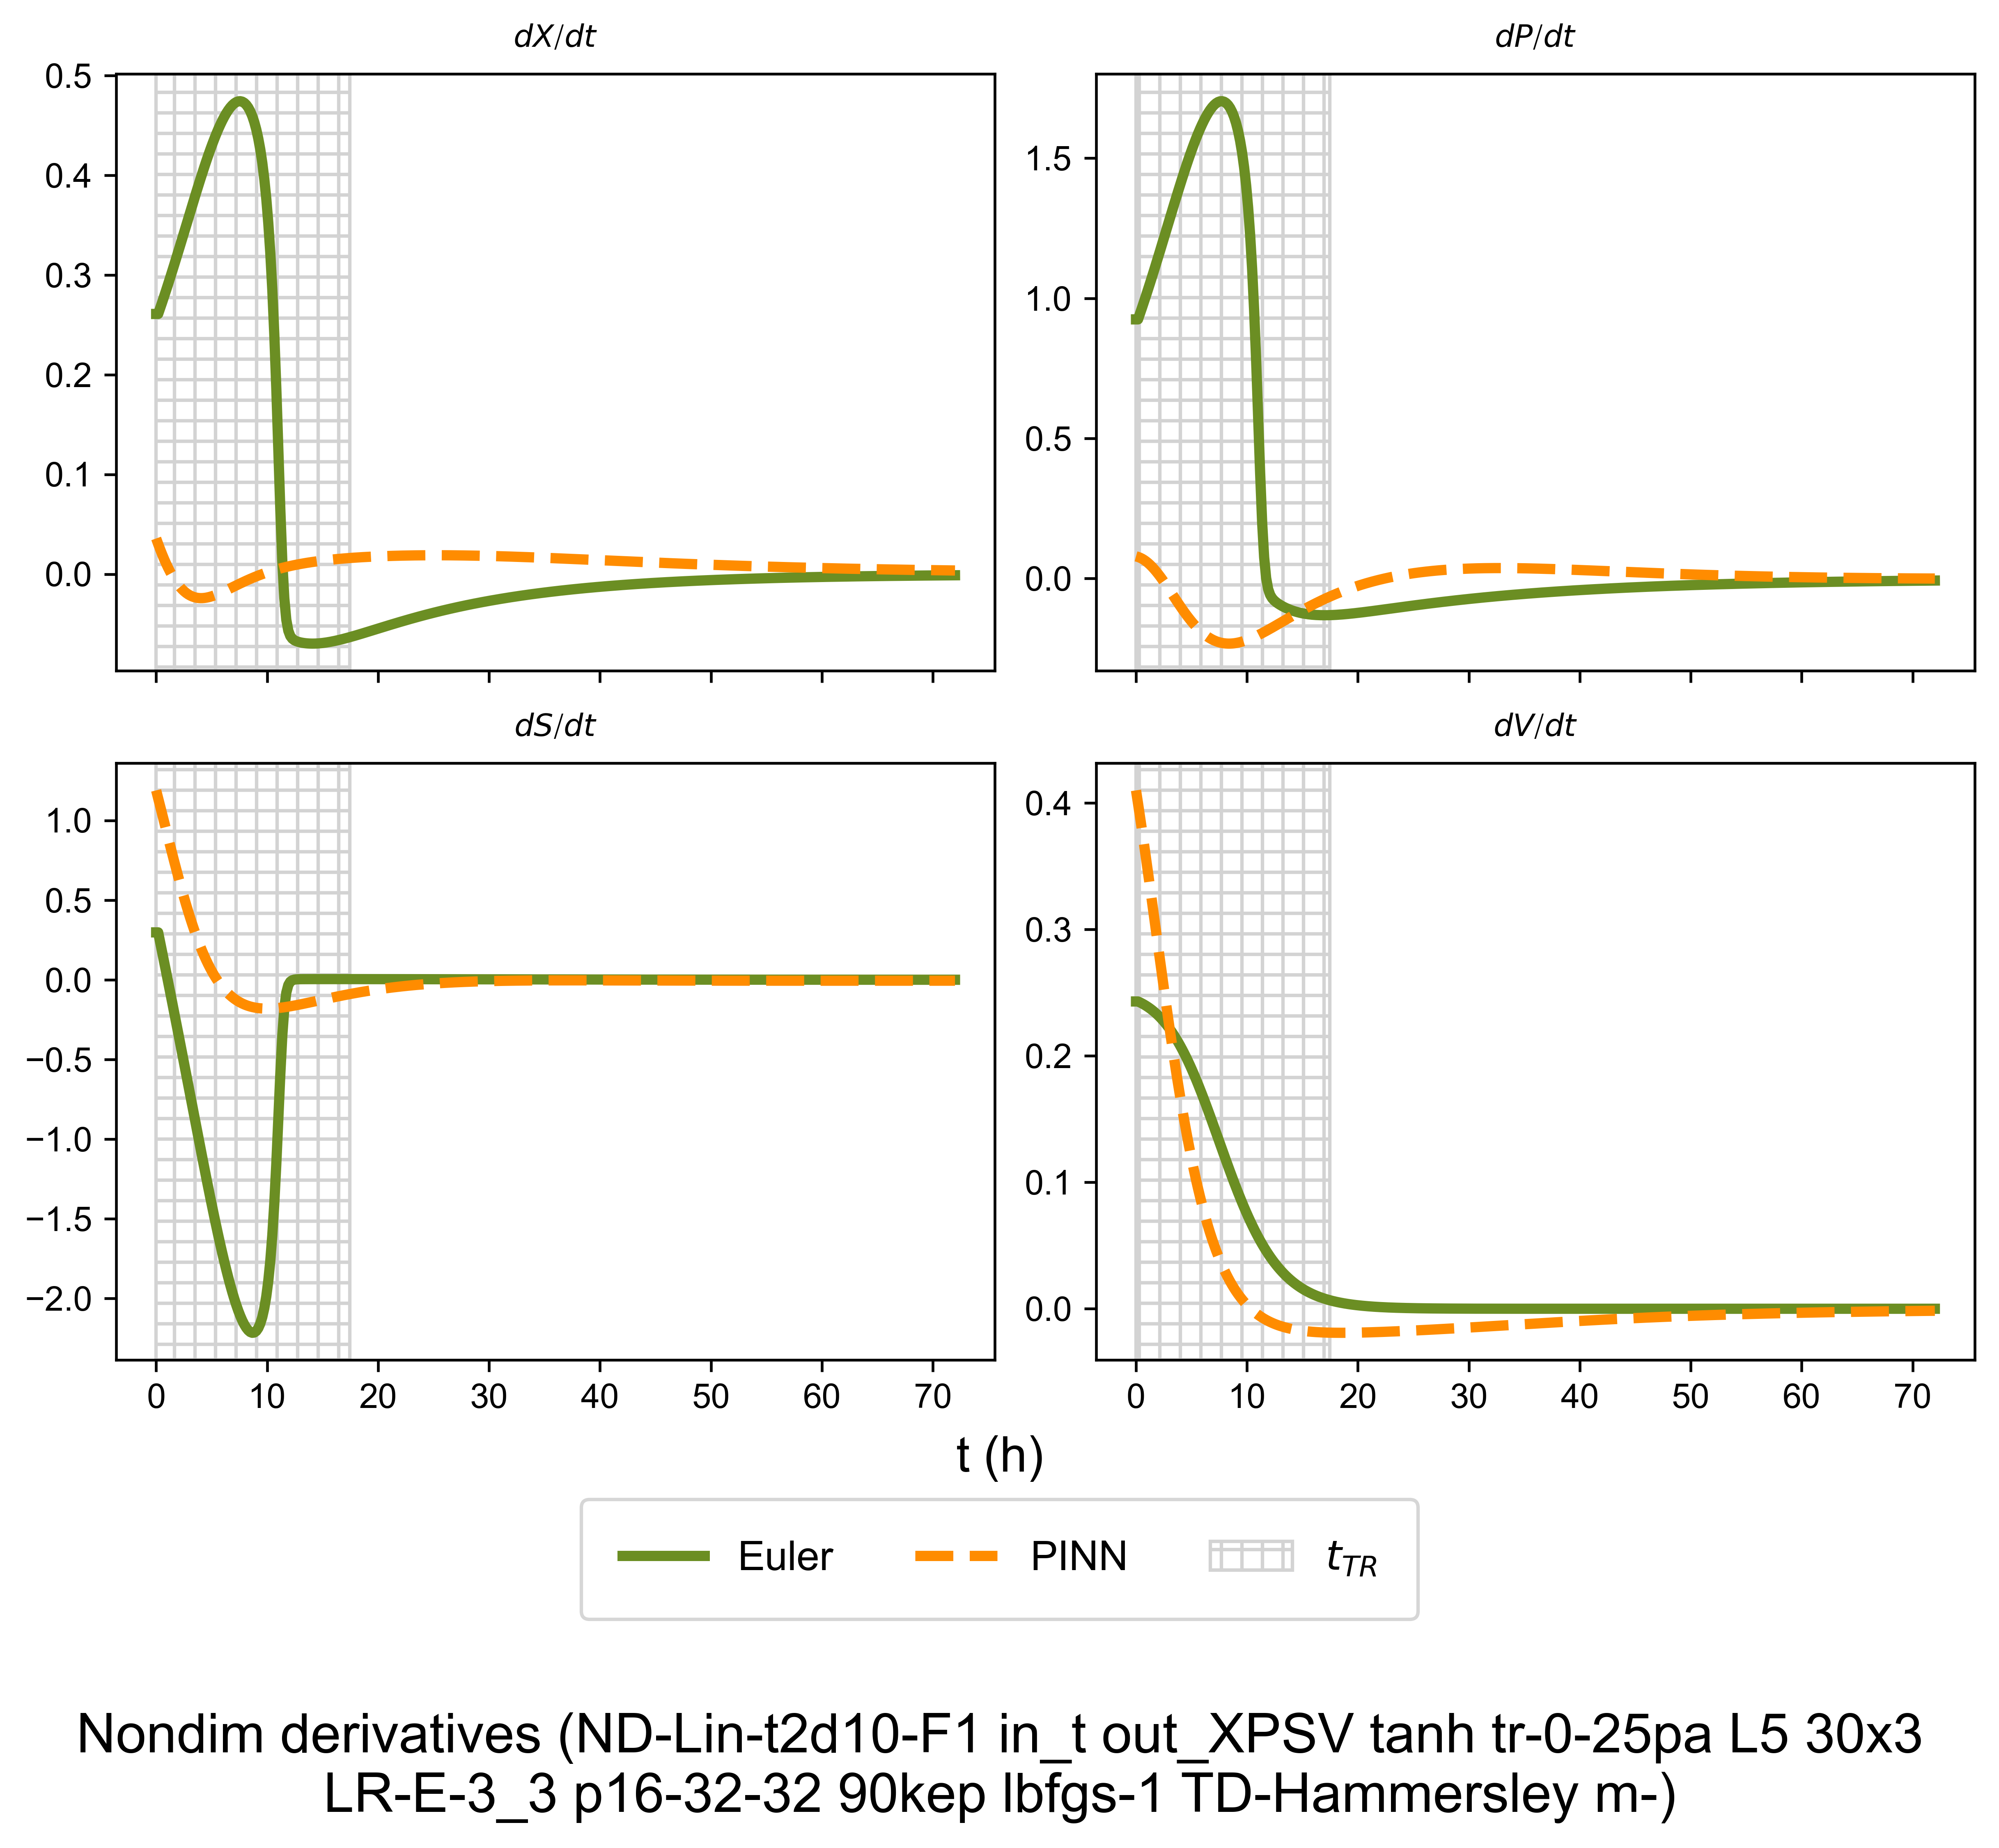 dX/dt
dP/dt
0.5
0.4
0.3
0.2
0.1
0.0
1.5
1.0
0.5
0.0
dS/dt
dV/dt
1.0
0.5
0.0
−0.5
−1.0
−1.5
−2.0
0.4
0.3
0.2
0.1
0.0
0 10 20 30 40 50 60 70
0 10 20 30 40 50 60 70
t (h)
Euler PINN t_TR
Nondim derivatives (ND-Lin-t2d10-F1 in_t out_XPSV tanh tr-0-25pa L5 30x3
LR-E-3_3 p16-32-32 90kep lbfgs-1 TD-Hammersley m-)